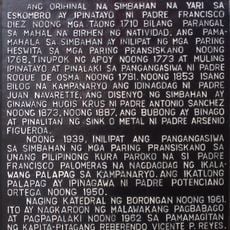 ANG ORIHINAL NA SIMBAHAN NA YARI SA
ESKOMBRO AY IPINATAYO NI PADRE FRANCISCO
DIEZ NOONG MGA TAONG 1710 BILANG PARANGAL
SA MAHAL NA BIRHEN NG NATIVIDAD. ANG PAMA-
MAHALA SA SIMBAHAN AY INILIPAT NG MGA PARING
HESWITA SA MGA PARING PRANSISKANO NOONG
1768, TINUPOK NG APOY NOONG 1773 AT MULING
IPINATAYO AT PINALAKI SA PANGANGASIWA NI PADRE
ROQUE DE OSMA NOONG 1781. NOONG 1853 ISANG
BILOG NA KAMPANARYO ANG IDINAGDAG NI PADRE
JUAN NAVARETTE, ANG DISENYO NG SIMBAHAN AY
GINAWANG HUGIS KRUS NI PADRE ANTONIO SANCHEZ
NOONG 1873, NOONG 1887, ANG BUBONG AY BINAGO
AT PINALITAN NG SINK O METAL NI PADRE ARSENIO
FIGUEROA.
NOONG 1939, INILIPAT ANG PANGANGASIWA
SA SIMBAHAN NG MGA PARING PRANSISKANO SA
UNANG PILIPINONG KURA PAROKO NA SI PADRE
FRANCISCO PALOMERAS NA NAGDAGDAG NG IKALA-
WANG PALAPAG SA KAMPANARYO. ANG IKATLONG
PALAPAG AY IPINAGAWA NI PADRE POTENCIANO
ORTEGA NOONG 1950.
NAGING KATEDRAL NG BORONGAN NOONG 1961,
ITO AY NAGKAROON NG MALAWAKANG PAGBABAGO
AT PAGPAPALAKI NOONG 1962 SA PAMAMAGITAN
NG KAPITA-PITAGANG REBERENDO VICENTE P. REYES.